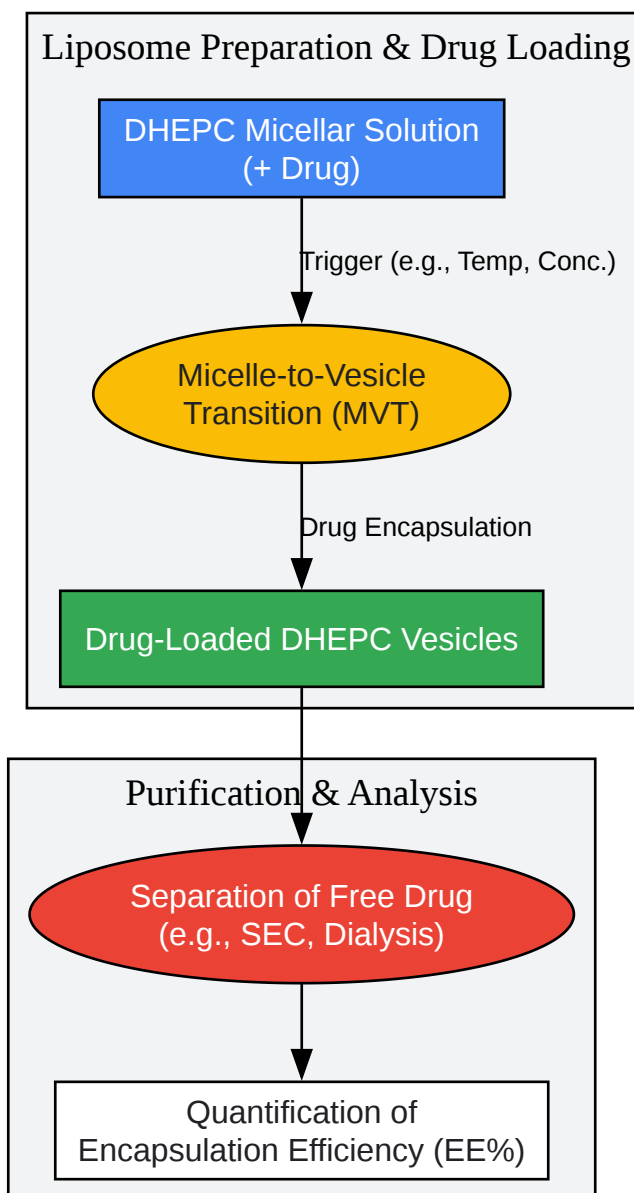 Liposome Preparation & Drug Loading
DHEPC Micellar Solution
(+ Drug)
Trigger (e.g., Temp, Conc.)
Micelle-to-Vesicle
Transition (MVT)
Drug Encapsulation
Drug-Loaded DHEPC Vesicles
Purification & Analysis
Separation of Free Drug
(e.g., SEC, Dialysis)
Quantification of
Encapsulation Efficiency (EE%)